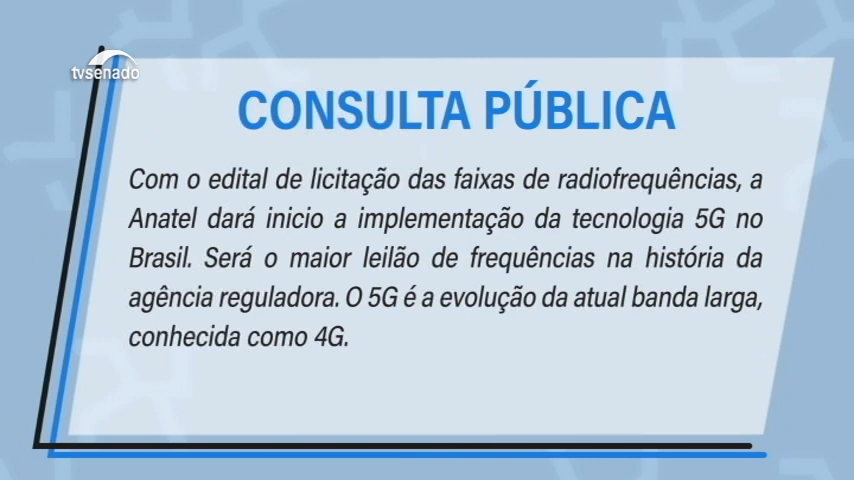 tvsenado
CONSULTA PÚBLICA
Com o edital de licitação das faixas de radiofrequências, a
Anatel dará inicio a implementação da tecnologia 5G no
Brasil. Será o maior leilão de frequências na história da
agência reguladora. O 5G é a evolução da atual banda larga,
conhecida como 4G.